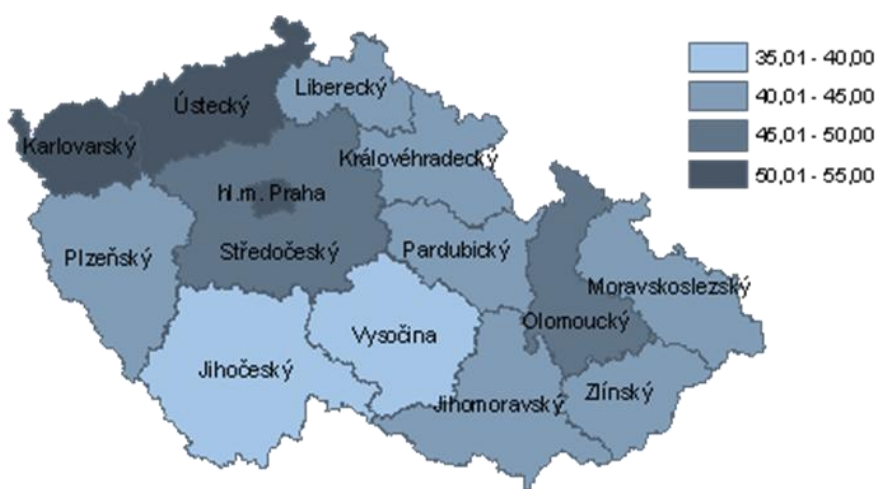 35,01 - 40,00
40,01 - 45,00
45,01 - 50,00
50,01 - 55,00
Liberecký
Ústecký
Karlovarský
Královéhradecký
hl.m. Praha
Středočeský
Pardubický
Plzeňský
Moravskoslezský
Olomoucký
Vysočina
Jihočeský
Zlínský
Jihomoravský